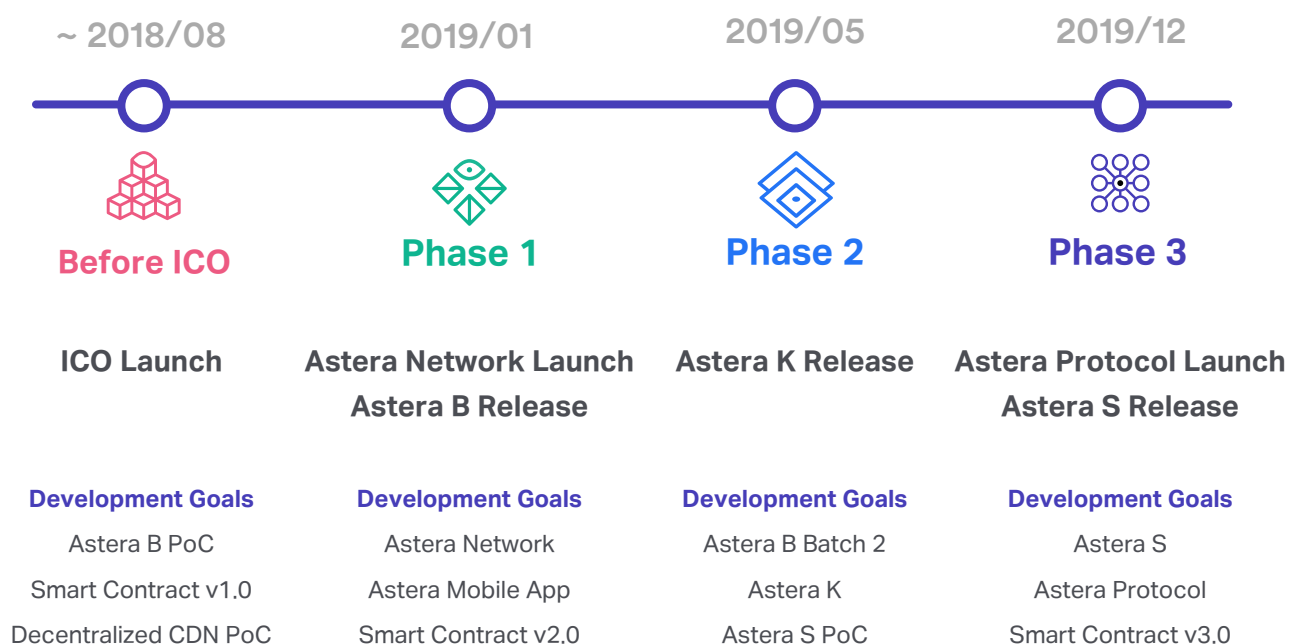 ~ 2018/08
2019/01
2019/05
2019/12
Before ICO
Phase 1
Phase 2
Phase 3
ICO Launch
Astera Network Launch
Astera B Release
Astera K Release
Astera Protocol Launch
Astera S Release
Development Goals
Astera B PoC
Smart Contract v1.0
Decentralized CDN PoC
Development Goals
Astera Network
Astera Mobile App
Smart Contract v2.0
Development Goals
Astera B Batch 2
Astera K
Astera S PoC
Development Goals
Astera S
Astera Protocol
Smart Contract v3.0